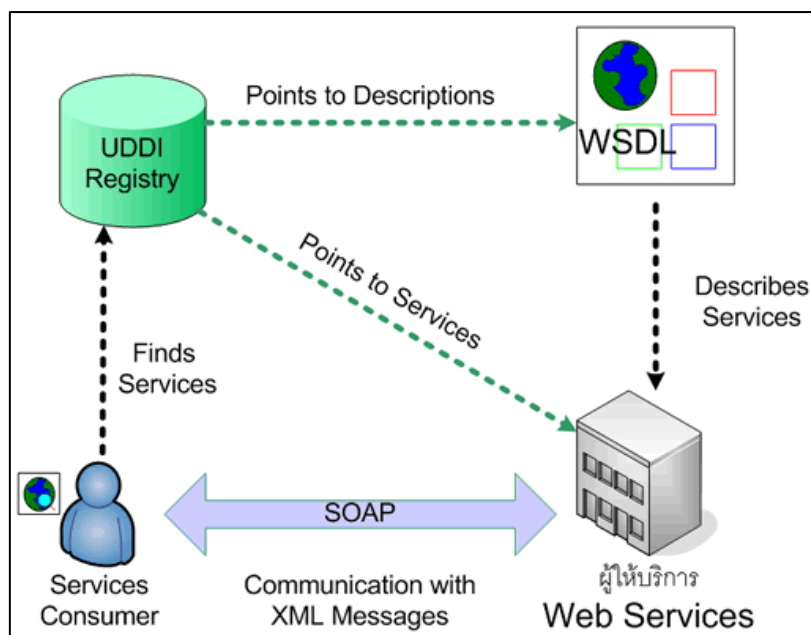 Points to Descriptions
UDDI
Registry
WSDL
Points to Services
Describes
Services
Finds
Services
SOAP
Services
Consumer
Communication with
XML Messages
ผู้ให้บริการ
Web Services